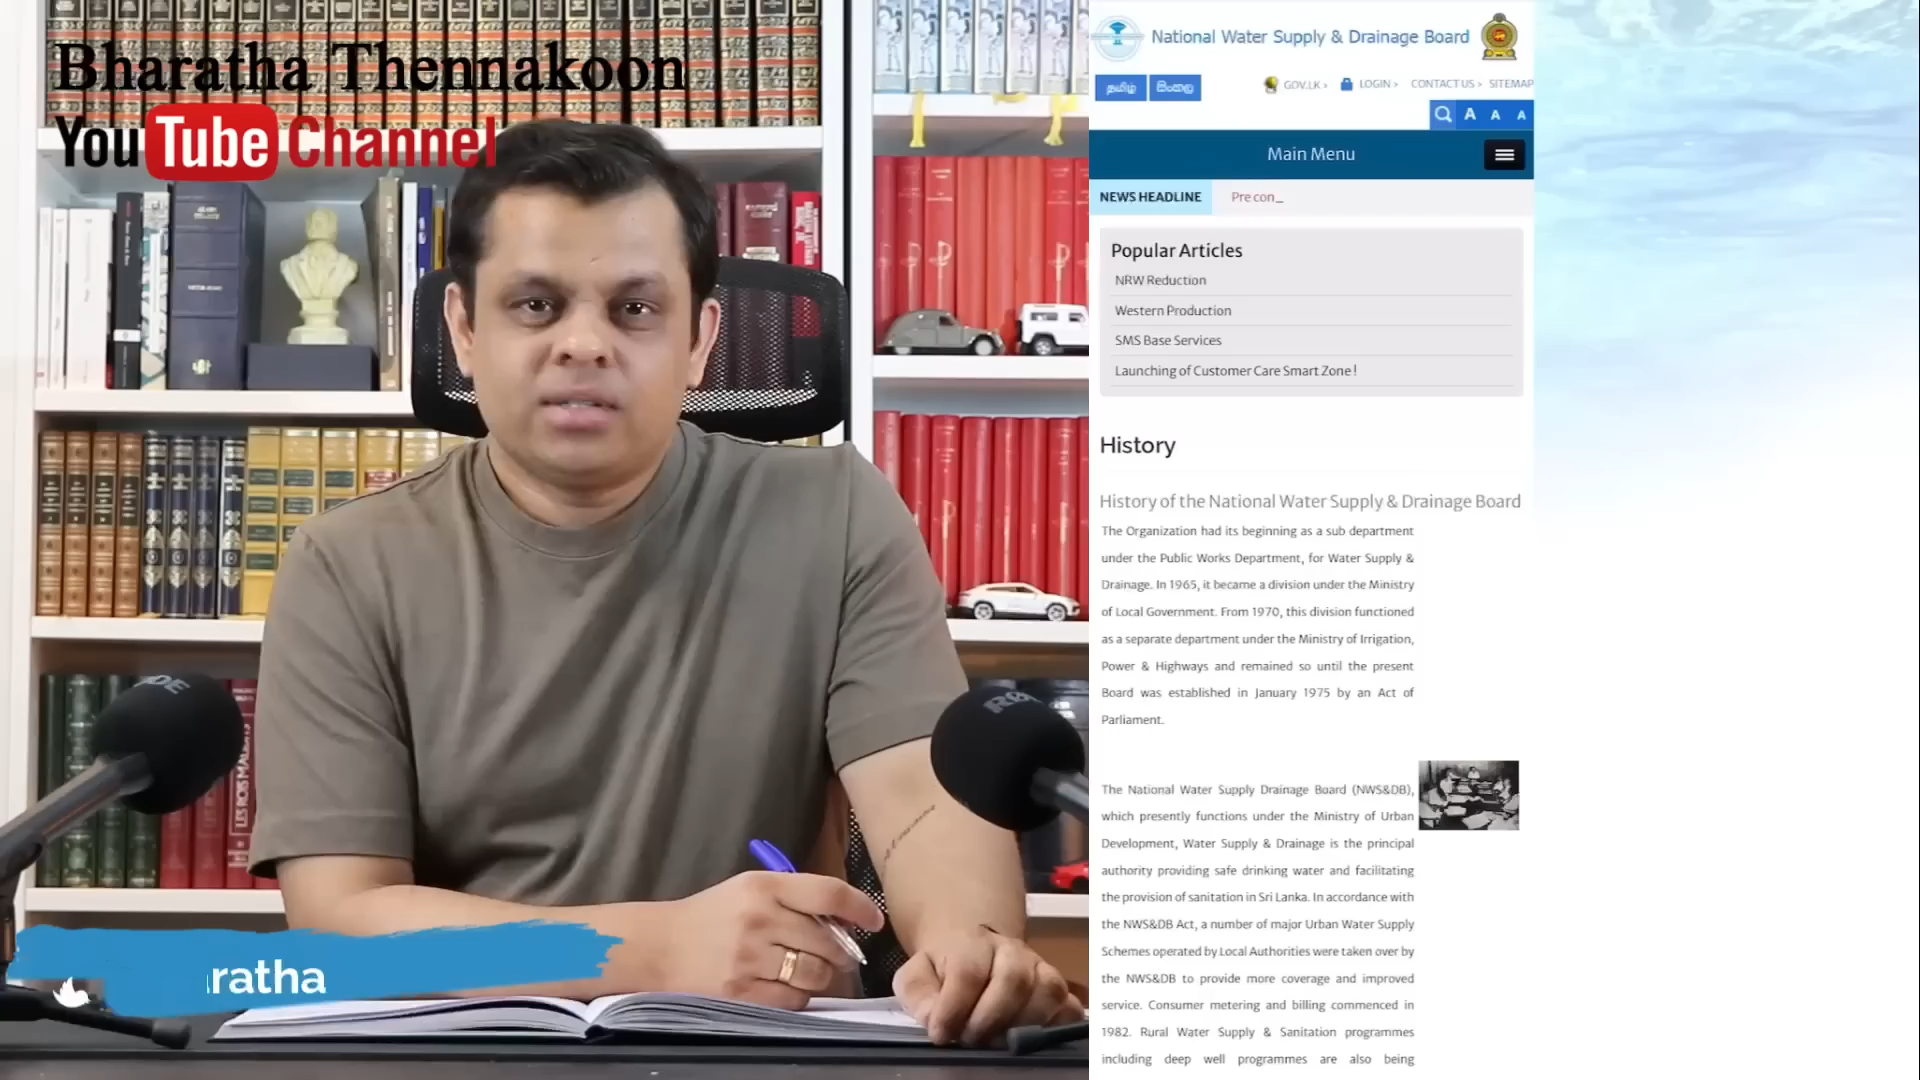 Bharatha Thennakoon
YouTube Channel
ratha
RØDE
LES ROIS MAUDITS
National Water Supply & Drainage Board
தமிழ் සිංහල
GOV.LK › LOGIN › CONTACT US › SITEMAP
A A A
Main Menu
NEWS HEADLINE Pre con_
Popular Articles
NRW Reduction
Western Production
SMS Base Services
Launching of Customer Care Smart Zone !
History
History of the National Water Supply & Drainage Board
The Organization had its beginning as a sub department
under the Public Works Department, for Water Supply &
Drainage. In 1965, it became a division under the Ministry
of Local Government. From 1970, this division functioned
as a separate department under the Ministry of Irrigation,
Power & Highways and remained so until the present
Board was established in January 1975 by an Act of
Parliament.
The National Water Supply Drainage Board (NWS&DB),
which presently functions under the Ministry of Urban
Development, Water Supply & Drainage is the principal
authority providing safe drinking water and facilitating
the provision of sanitation in Sri Lanka. In accordance with
the NWS&DB Act, a number of major Urban Water Supply
Schemes operated by Local Authorities were taken over by
the NWS&DB to provide more coverage and improved
service. Consumer metering and billing commenced in
1982. Rural Water Supply & Sanitation programmes
including deep well programmes are also being